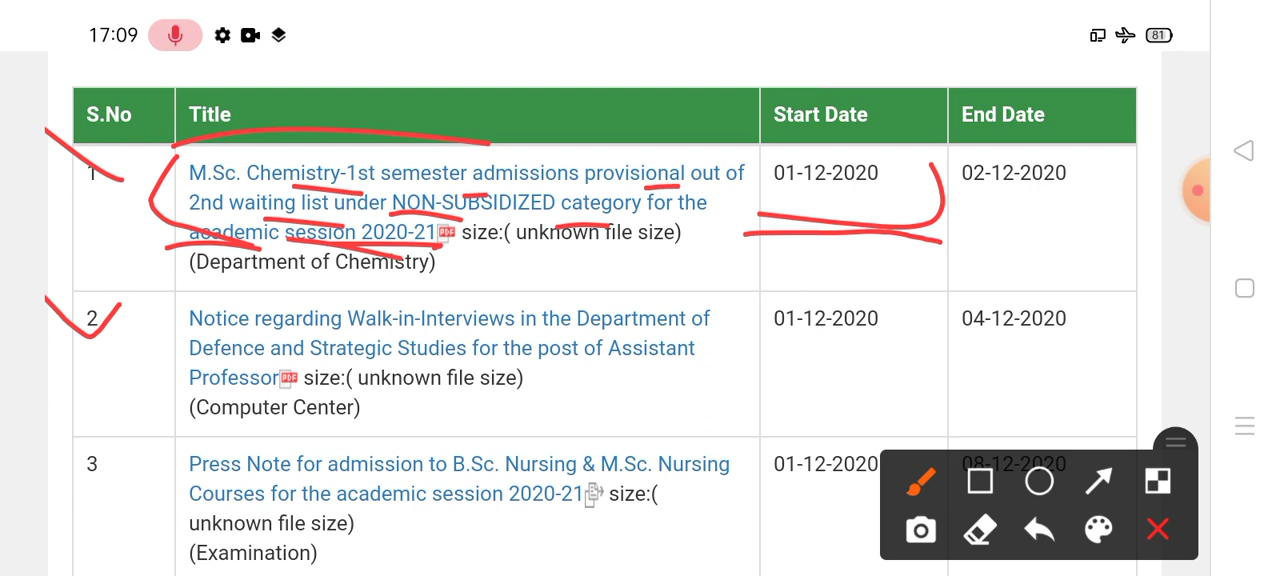 17:09
81
S.No Title Start Date End Date
1 M.Sc. Chemistry-1st semester admissions provisional out of 01-12-2020 02-12-2020
2nd waiting list under NON-SUBSIDIZED category for the
academic session 2020-21 PDF size:( unknown file size)
(Department of Chemistry)
2 Notice regarding Walk-in-Interviews in the Department of 01-12-2020 04-12-2020
Defence and Strategic Studies for the post of Assistant
Professor PDF size:( unknown file size)
(Computer Center)
3 Press Note for admission to B.Sc. Nursing & M.Sc. Nursing 01-12-2020 08-12-2020
Courses for the academic session 2020-21 size:(
unknown file size)
(Examination)